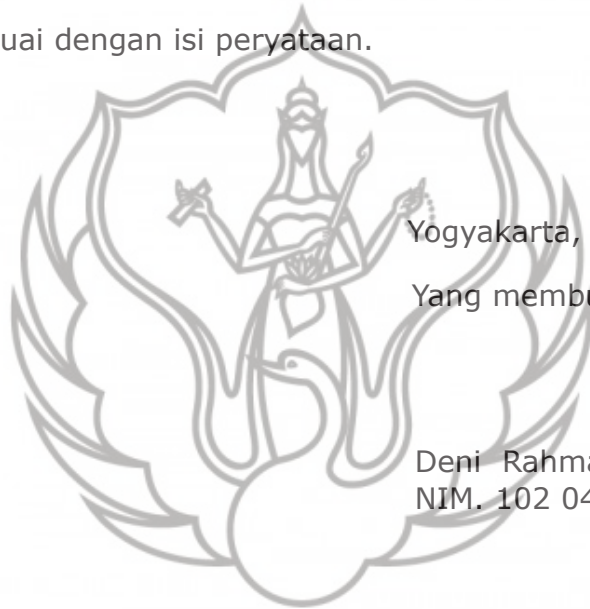 uai dengan isi peryataan.
Yogyakarta,
Yang membu
Deni Rahma
NIM. 102 04